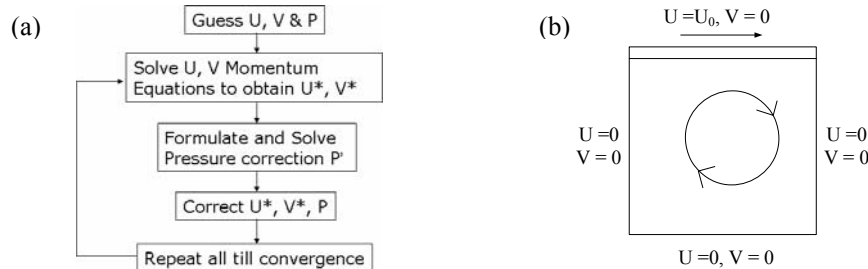 (a)
Guess U, V & P
Solve U, V Momentum
Equations to obtain U*, V*
Formulate and Solve
Pressure correction P'
Correct U*, V*, P
Repeat all till convergence
(b)
U =U₀, V = 0
U =0
V = 0
U =0
V = 0
U =0, V = 0